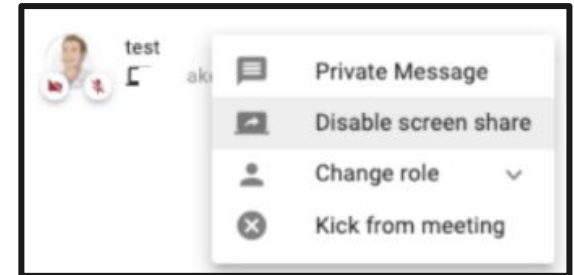 test
Private Message
Disable screen share
Change role
Kick from meeting